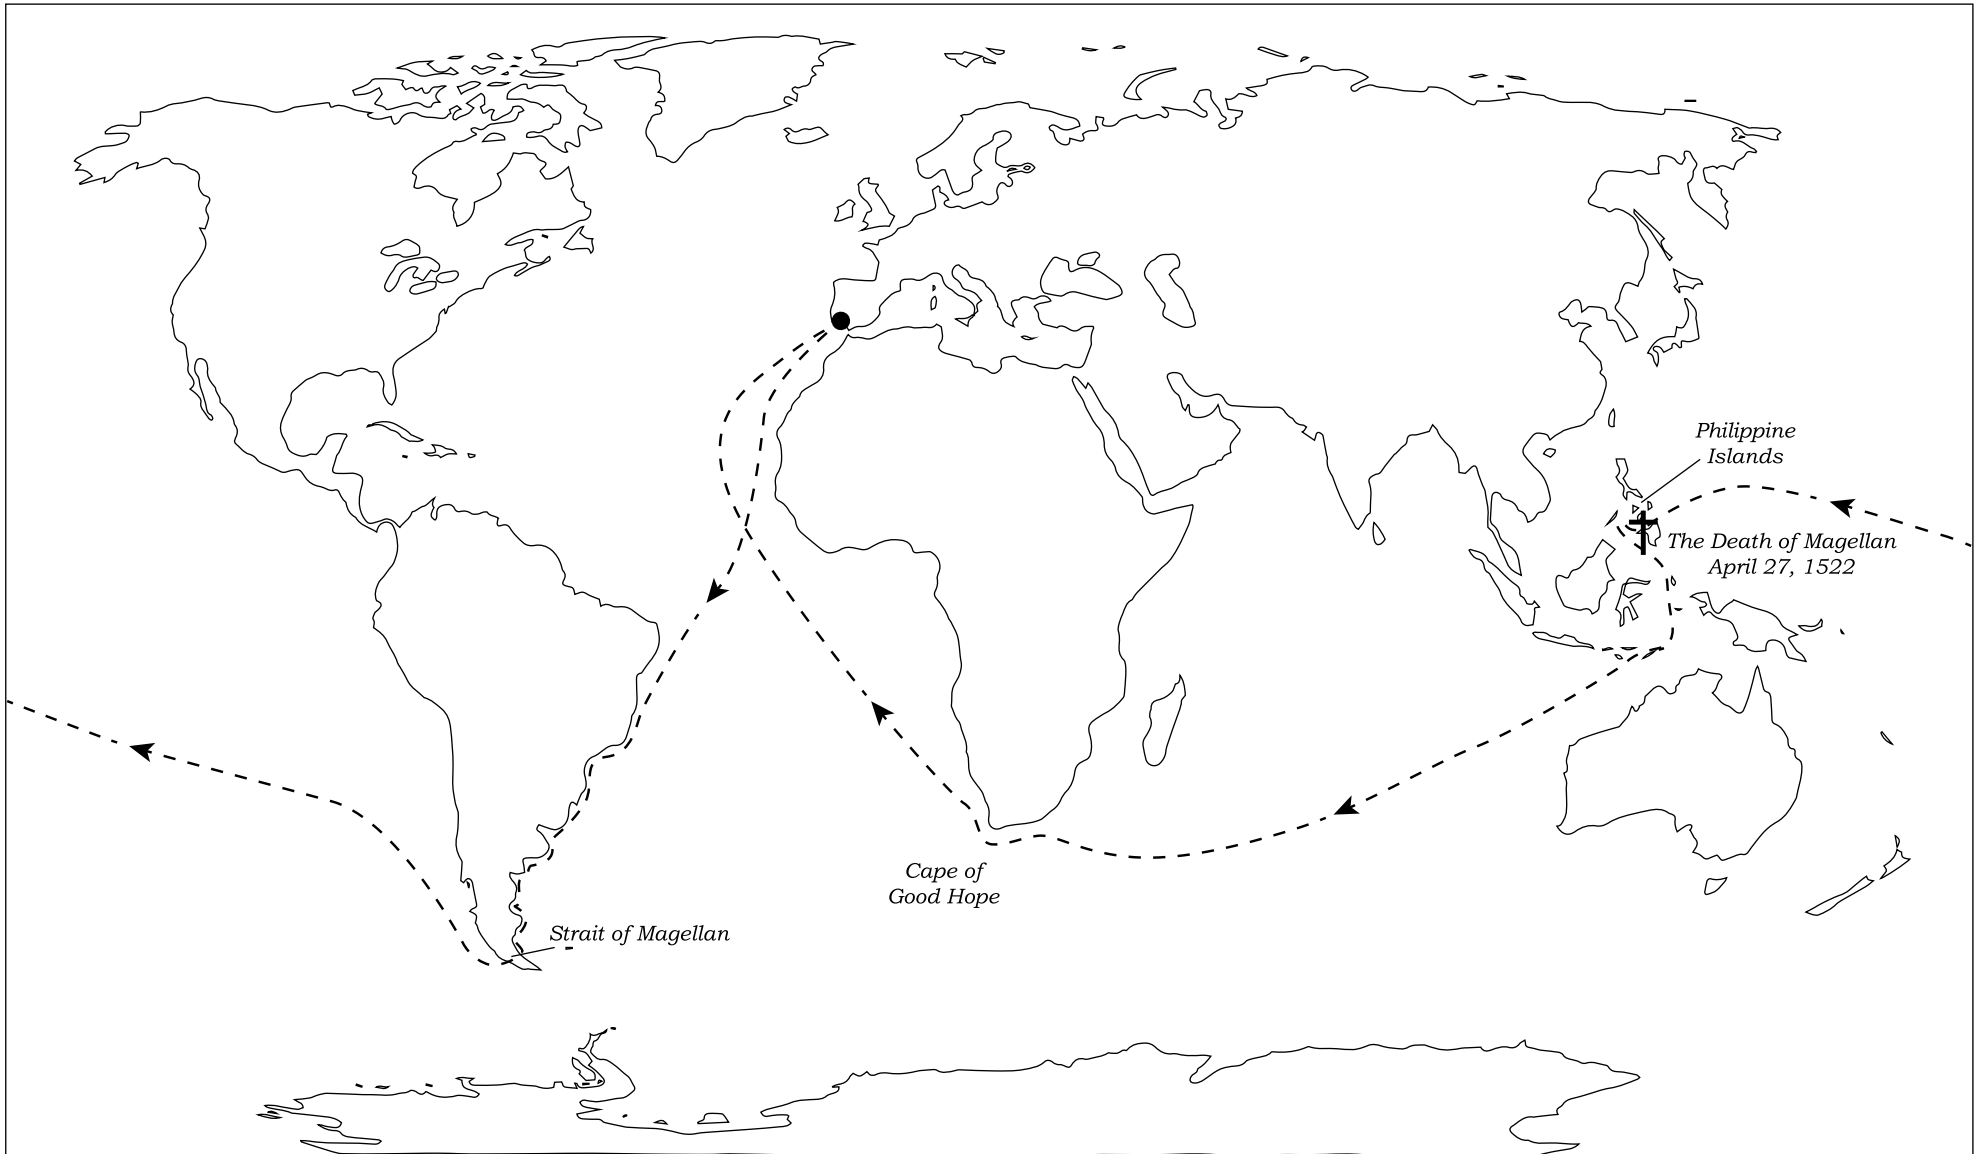 Philippine
Islands
The Death of Magellan
April 27, 1522
Cape of
Good Hope
Strait of Magellan